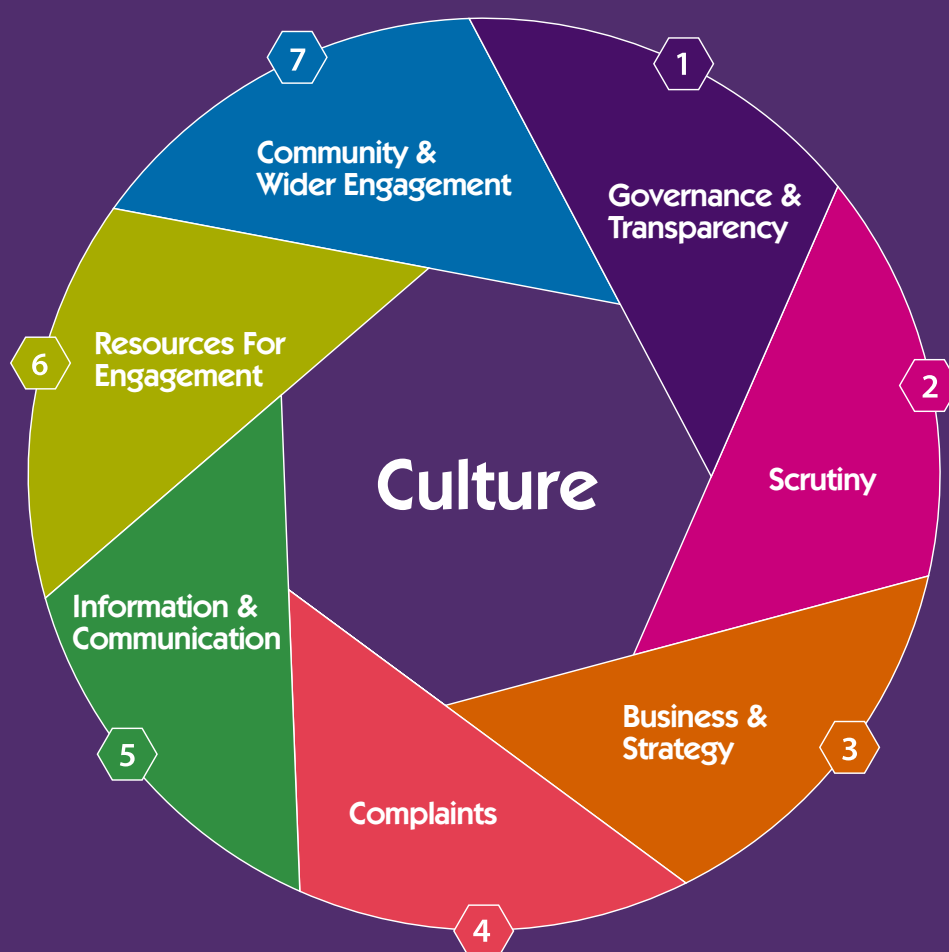 7
1
Community &
Wider Engagement
Governance &
Transparency
6
Resources For
Engagement
2
Culture
Scrutiny
Information &
Communication
Business &
Strategy
5
3
Complaints
4